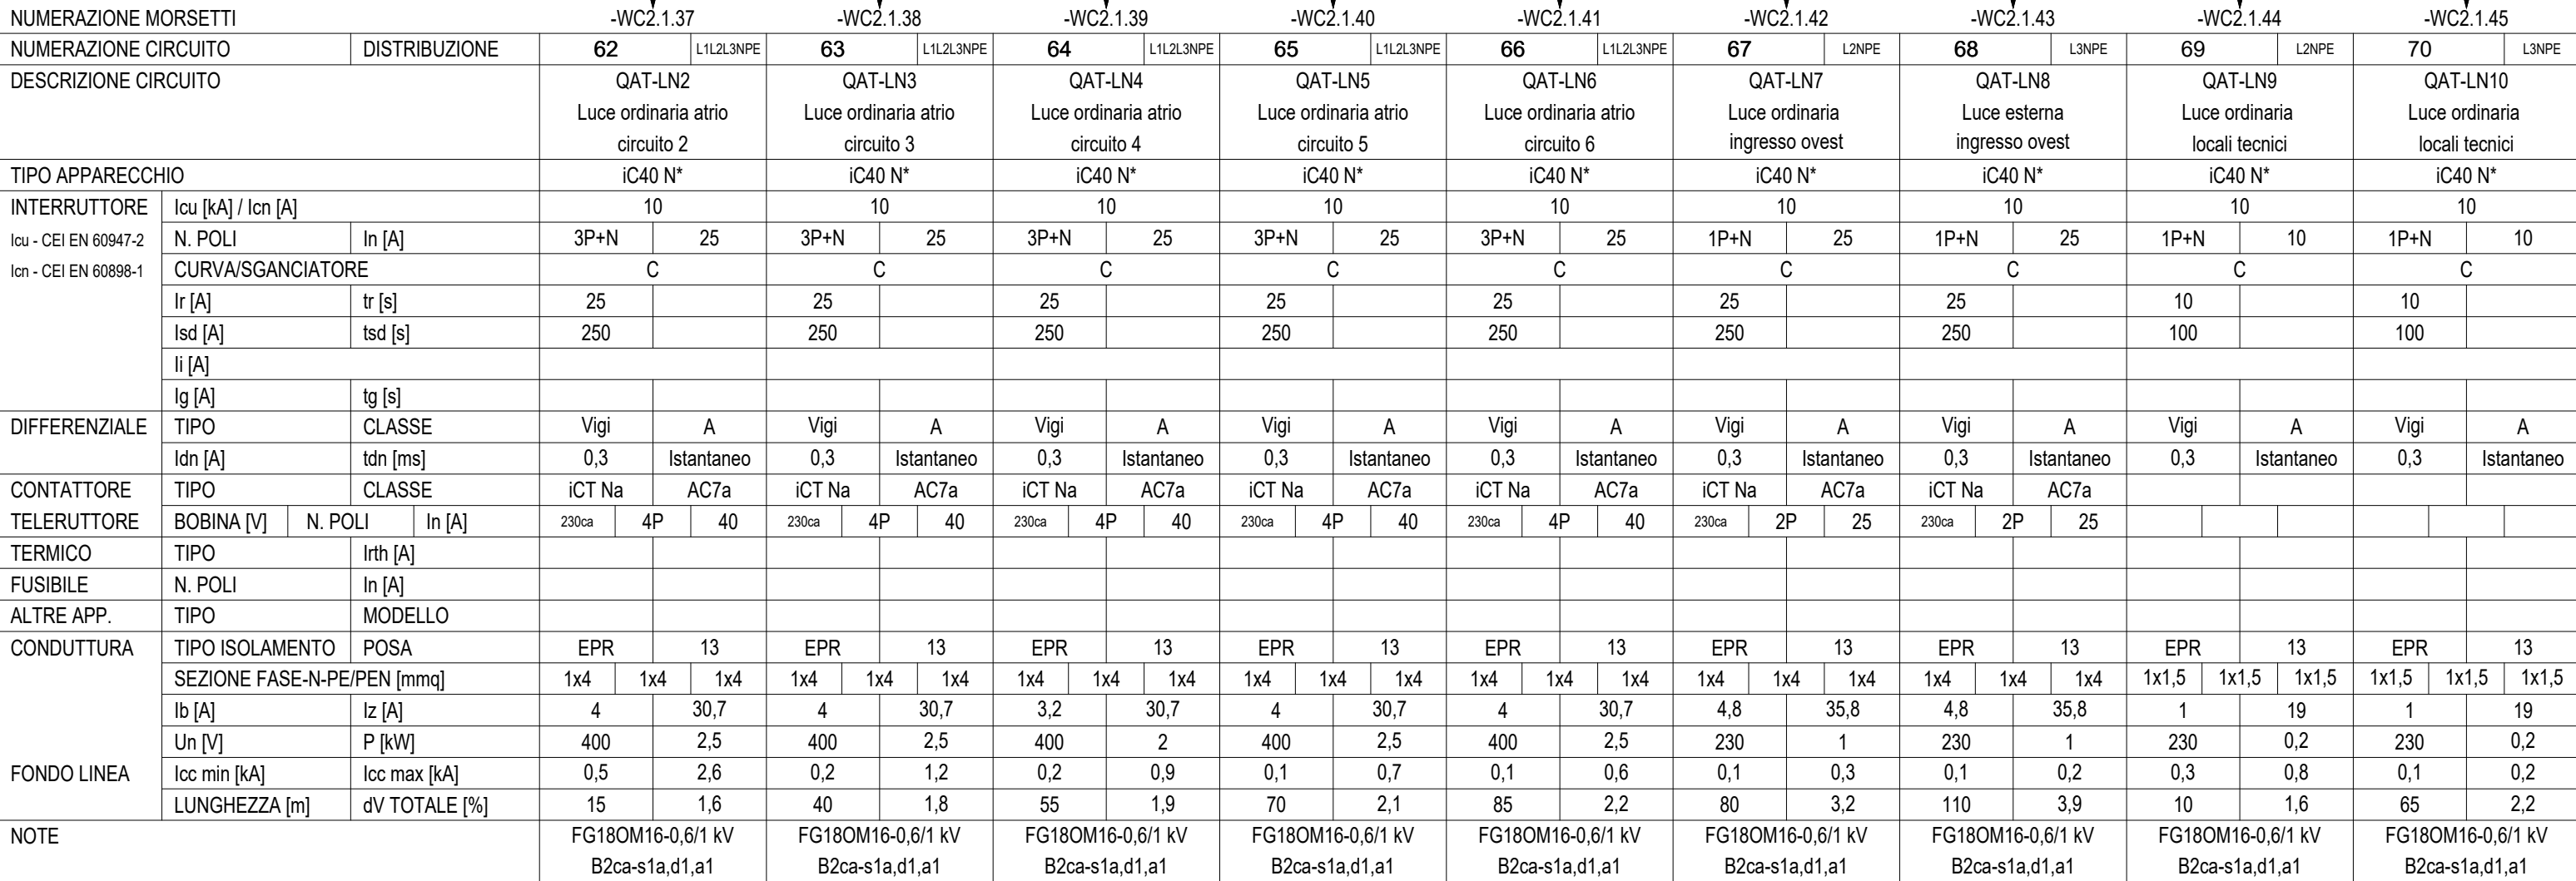 NUMERAZIONE MORSETTI -WC2.1.37 -WC2.1.38 -WC2.1.39 -WC2.1.40 -WC2.1.41 -WC2.1.42 -WC2.1.43 -WC2.1.44 -WC2.1.45
NUMERAZIONE CIRCUITO DISTRIBUZIONE 62 L1L2L3NPE 63 L1L2L3NPE 64 L1L2L3NPE 65 L1L2L3NPE 66 L1L2L3NPE 67 L2NPE 68 L3NPE 69 L2NPE 70 L3NPE
DESCRIZIONE CIRCUITO QAT-LN2 QAT-LN3 QAT-LN4 QAT-LN5 QAT-LN6 QAT-LN7 QAT-LN8 QAT-LN9 QAT-LN10
Luce ordinaria atrio Luce ordinaria atrio Luce ordinaria atrio Luce ordinaria atrio Luce ordinaria atrio Luce ordinaria Luce esterna Luce ordinaria Luce ordinaria
circuito 2 circuito 3 circuito 4 circuito 5 circuito 6 ingresso ovest ingresso ovest locali tecnici locali tecnici
TIPO APPARECCHIO iC40 N* iC40 N* iC40 N* iC40 N* iC40 N* iC40 N* iC40 N* iC40 N* iC40 N*
INTERRUTTORE Icu [kA] / Icn [A] 10 10 10 10 10 10 10 10 10
Icu - CEI EN 60947-2 N. POLI In [A] 3P+N 25 3P+N 25 3P+N 25 3P+N 25 3P+N 25 1P+N 25 1P+N 25 1P+N 10 1P+N 10
Icn - CEI EN 60898-1 CURVA/SGANCIATORE C C C C C C C C C
Ir [A] tr [s] 25 25 25 25 25 25 25 10 10
Isd [A] tsd [s] 250 250 250 250 250 250 250 100 100
Ii [A]
Ig [A] tg [s]
DIFFERENZIALE TIPO CLASSE Vigi A Vigi A Vigi A Vigi A Vigi A Vigi A Vigi A Vigi A Vigi A
Idn [A] tdn [ms] 0,3 Istantaneo 0,3 Istantaneo 0,3 Istantaneo 0,3 Istantaneo 0,3 Istantaneo 0,3 Istantaneo 0,3 Istantaneo 0,3 Istantaneo 0,3 Istantaneo
CONTATTORE TIPO CLASSE iCT Na AC7a iCT Na AC7a iCT Na AC7a iCT Na AC7a iCT Na AC7a iCT Na AC7a iCT Na AC7a
TELERUTTORE BOBINA [V] N. POLI In [A] 230ca 4P 40 230ca 4P 40 230ca 4P 40 230ca 4P 40 230ca 4P 40 230ca 2P 25 230ca 2P 25
TERMICO TIPO Irth [A]
FUSIBILE N. POLI In [A]
ALTRE APP. TIPO MODELLO
CONDUTTURA TIPO ISOLAMENTO POSA EPR 13 EPR 13 EPR 13 EPR 13 EPR 13 EPR 13 EPR 13 EPR 13 EPR 13
SEZIONE FASE-N-PE/PEN [mmq] 1x4 1x4 1x4 1x4 1x4 1x4 1x4 1x4 1x4 1x4 1x4 1x4 1x4 1x4 1x4 1x4 1x4 1x4 1x4 1x4 1x4 1x1,5 1x1,5 1x1,5 1x1,5 1x1,5 1x1,5
Ib [A] Iz [A] 4 30,7 4 30,7 3,2 30,7 4 30,7 4 30,7 4,8 35,8 4,8 35,8 1 19 1 19
Un [V] P [kW] 400 2,5 400 2,5 400 2 400 2,5 400 2,5 230 1 230 1 230 0,2 230 0,2
FONDO LINEA Icc min [kA] Icc max [kA] 0,5 2,6 0,2 1,2 0,2 0,9 0,1 0,7 0,1 0,6 0,1 0,3 0,1 0,2 0,3 0,8 0,1 0,2
LUNGHEZZA [m] dV TOTALE [%] 15 1,6 40 1,8 55 1,9 70 2,1 85 2,2 80 3,2 110 3,9 10 1,6 65 2,2
NOTE FG18OM16-0,6/1 kV FG18OM16-0,6/1 kV FG18OM16-0,6/1 kV FG18OM16-0,6/1 kV FG18OM16-0,6/1 kV FG18OM16-0,6/1 kV FG18OM16-0,6/1 kV FG18OM16-0,6/1 kV FG18OM16-0,6/1 kV
B2ca-s1a,d1,a1 B2ca-s1a,d1,a1 B2ca-s1a,d1,a1 B2ca-s1a,d1,a1 B2ca-s1a,d1,a1 B2ca-s1a,d1,a1 B2ca-s1a,d1,a1 B2ca-s1a,d1,a1 B2ca-s1a,d1,a1